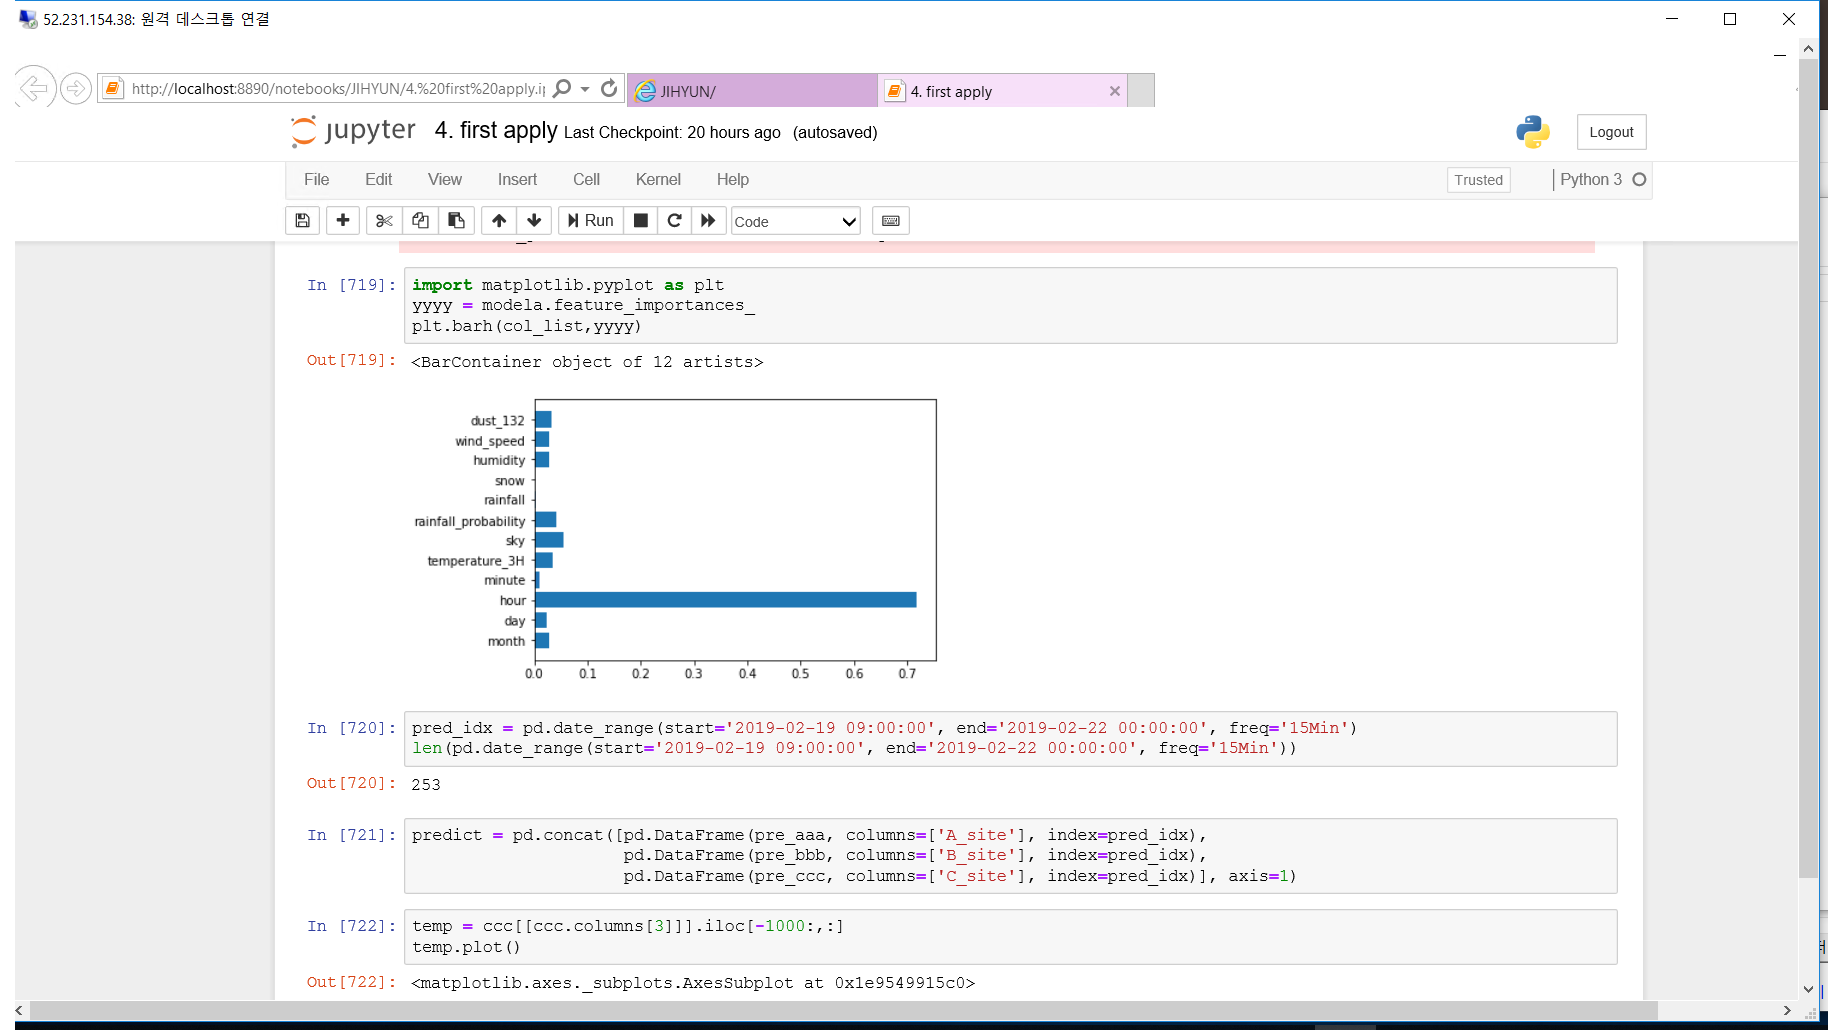 52.231.154.38: 원격 데스크톱 연결
http://localhost:8890/notebooks/JIHYUN/4.%20first%20apply.i
JIHYUN/
4. first apply
jupyter 4. first apply Last Checkpoint: 20 hours ago (autosaved)
Logout
File Edit View Insert Cell Kernel Help
Trusted
Python 3
Run
Code
In [719]:
import matplotlib.pyplot as plt
yyyy = modela.feature_importances_
plt.barh(col_list,yyyy)
Out[719]: <BarContainer object of 12 artists>
dust_132
wind_speed
humidity
snow
rainfall
rainfall_probability
sky
temperature_3H
minute
hour
day
month
0.0 0.1 0.2 0.3 0.4 0.5 0.6 0.7
In [720]:
pred_idx = pd.date_range(start='2019-02-19 09:00:00', end='2019-02-22 00:00:00', freq='15Min')
len(pd.date_range(start='2019-02-19 09:00:00', end='2019-02-22 00:00:00', freq='15Min'))
Out[720]: 253
In [721]:
predict = pd.concat([pd.DataFrame(pre_aaa, columns=['A_site'], index=pred_idx),
pd.DataFrame(pre_bbb, columns=['B_site'], index=pred_idx),
pd.DataFrame(pre_ccc, columns=['C_site'], index=pred_idx)], axis=1)
In [722]:
temp = ccc[[ccc.columns[3]]].iloc[-1000:,:]
temp.plot()
Out[722]: <matplotlib.axes._subplots.AxesSubplot at 0x1e9549915c0>